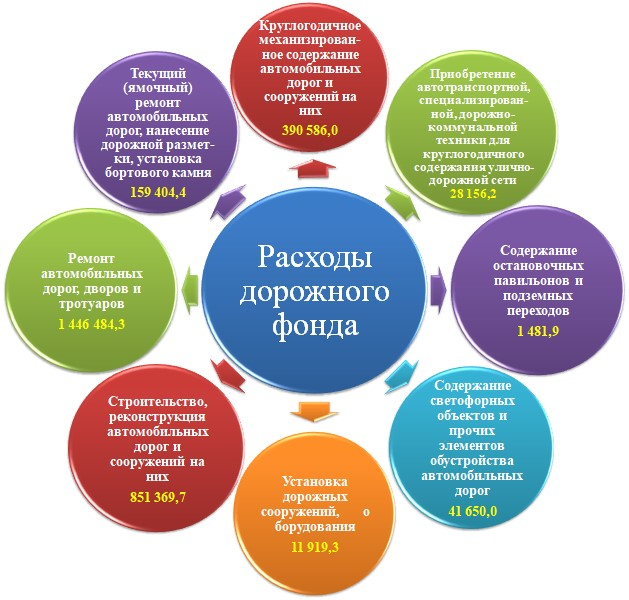 Расходы
дорожного
фонда
Круглогодичное
механизирован-
ное содержание
автомобильных
дорог и
сооружений на
них
390 586,0
Приобретение
автотранспортной,
специализирован-
ной, дорожно-
коммунальной
техники для
круглогодичного
содержания улично-
дорожной сети
28 156,2
Содержание
остановочных
павильонов и
подземных
переходов
1 481,9
Содержание
светофорных
объектов и
прочих
элементов
обустройства
автомобильных
дорог
41 650,0
Установка
дорожных
сооружений, о
борудования
11 919,3
Строительство,
реконструкция
автомобильных
дорог и
сооружений на
них
851 369,7
Ремонт
автомобильных
дорог, дворов и
тротуаров
1 446 484,3
Текущий
(ямочный)
ремонт
автомобильных
дорог, нанесение
дорожной размет-
ки, установка
бортового камня
159 404,4